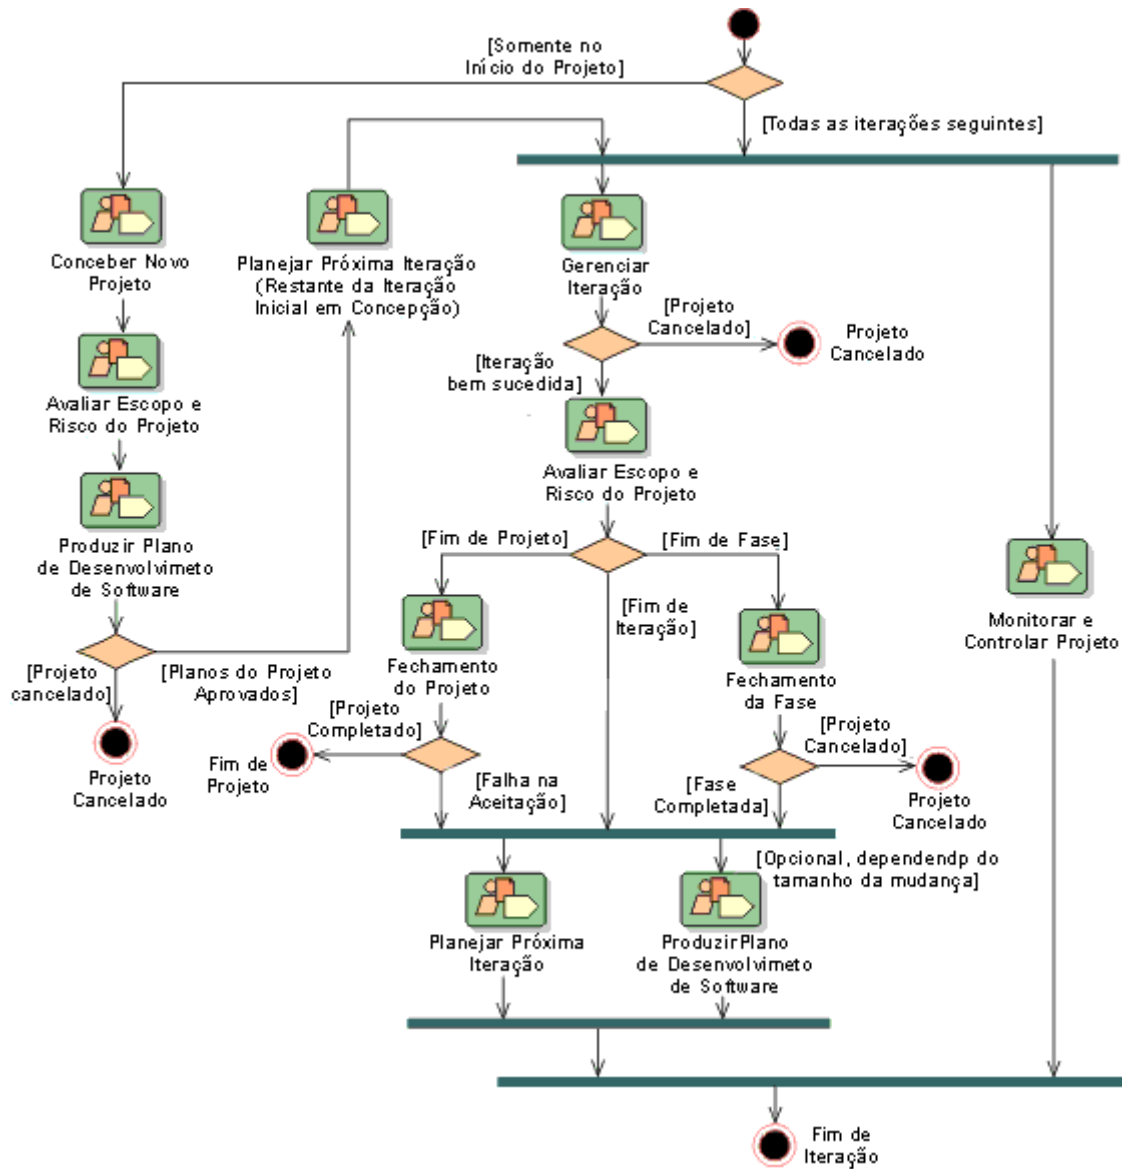 [Somente no
Início do Projeto]
[Todas as iterações seguintes]
Conceber Novo
Projeto
Planejar Próxima Iteração
(Restante da Iteração
Inicial em Concepção)
Gerenciar
Iteração
[Projeto
Cancelado]
Projeto
Cancelado
[Iteração
bem sucedida]
Avaliar Escopo e
Risco do Projeto
Avaliar Escopo e
Risco do Projeto
Produzir Plano
de Desenvolvimeto
de Software
[Fim de Projeto]
[Fim de Fase]
[Fim de
Iteração]
Monitorar e
Controlar Projeto
[Projeto
cancelado]
[Planos do Projeto
Aprovados]
Fechamento
do Projeto
Fechamento
da Fase
[Projeto
Completado]
[Projeto
Cancelado]
Projeto
Cancelado
Fim de
Projeto
[Falha na
Aceitação]
[Fase
Completada]
Projeto
Cancelado
[Opcional, dependendp do
tamanho da mudança]
Planejar Próxima
Iteração
Produzir Plano
de Desenvolvimeto
de Software
Fim de
Iteração